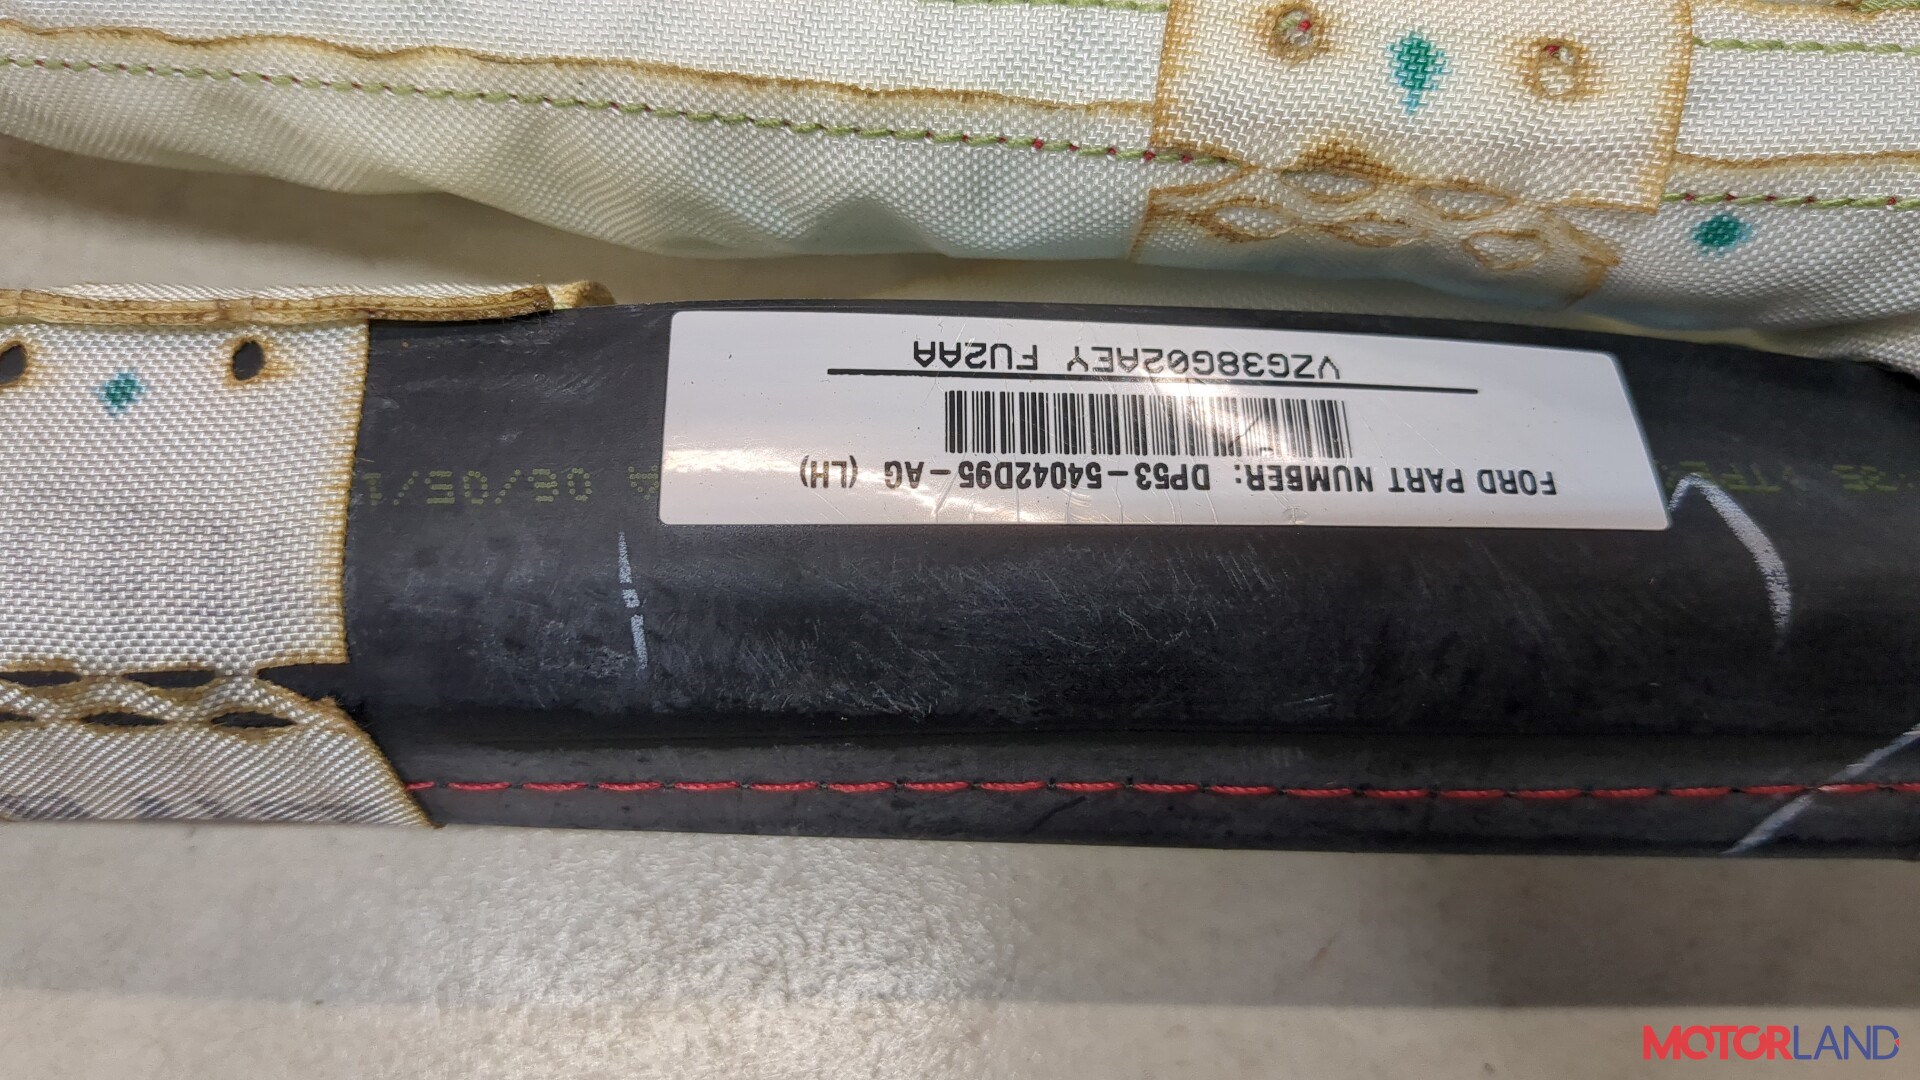 FORD PART NUMBER: DP53-54042D95-AG (LH)
VZG38G02AEY FU2AA
MOTORLAND